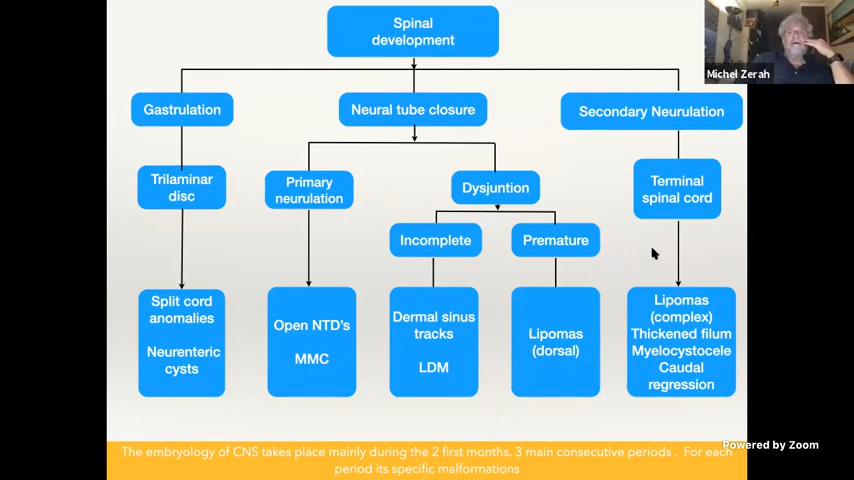 Spinal
development
Michel Zerah
Gastrulation
Neural tube closure
Secondary Neurulation
Trilaminar
disc
Primary
neurulation
Dysjuntion
Terminal
spinal cord
Incomplete
Premature
Split cord
anomalies
Neurenteric
cysts
Open NTD's
MMC
Dermal sinus
tracks
LDM
Lipomas
(dorsal)
Lipomas
(complex)
Thickened filum
Myelocystocele
Caudal
regression
Powered by Zoom
The embryology of CNS takes place mainly during the 2 first months. 3 main consecutive periods . For each
period its specific malformations